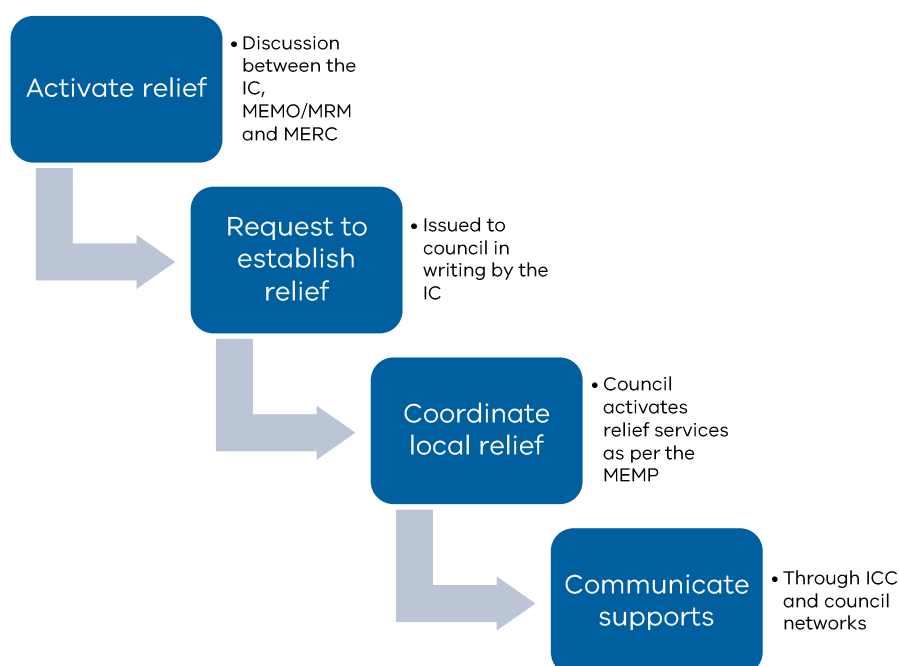 Activate relief
• Discussion
between the
IC,
MEMO/MRM
and MERC
Request to
establish
relief
• Issued to
council in
writing by the
IC
Coordinate
local relief
• Council
activates
relief services
as per the
MEMP
Communicate
supports
• Through ICC
and council
networks